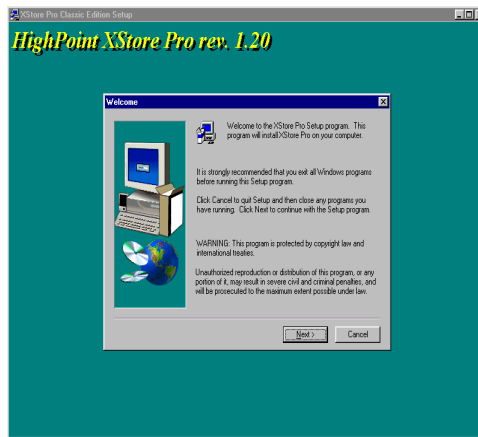 XStore Pro Classic Edition Setup
HighPoint XStore Pro rev. 1.20
Welcome
Welcome to the XStore Pro Setup program. This
program will install XStore Pro on your computer.
It is strongly recommended that you exit all Windows programs
before running this Setup program.
Click Cancel to quit Setup and then close any programs you
have running. Click Next to continue with the Setup program.
WARNING: This program is protected by copyright law and
international treaties.
Unauthorized reproduction or distribution of this program, or any
portion of it, may result in severe civil and criminal penalties, and
will be prosecuted to the maximum extent possible under law.
Next > Cancel